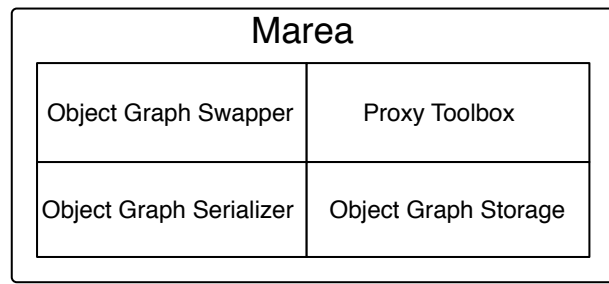 Marea
Object Graph Swapper
Proxy Toolbox
Object Graph Serializer
Object Graph Storage